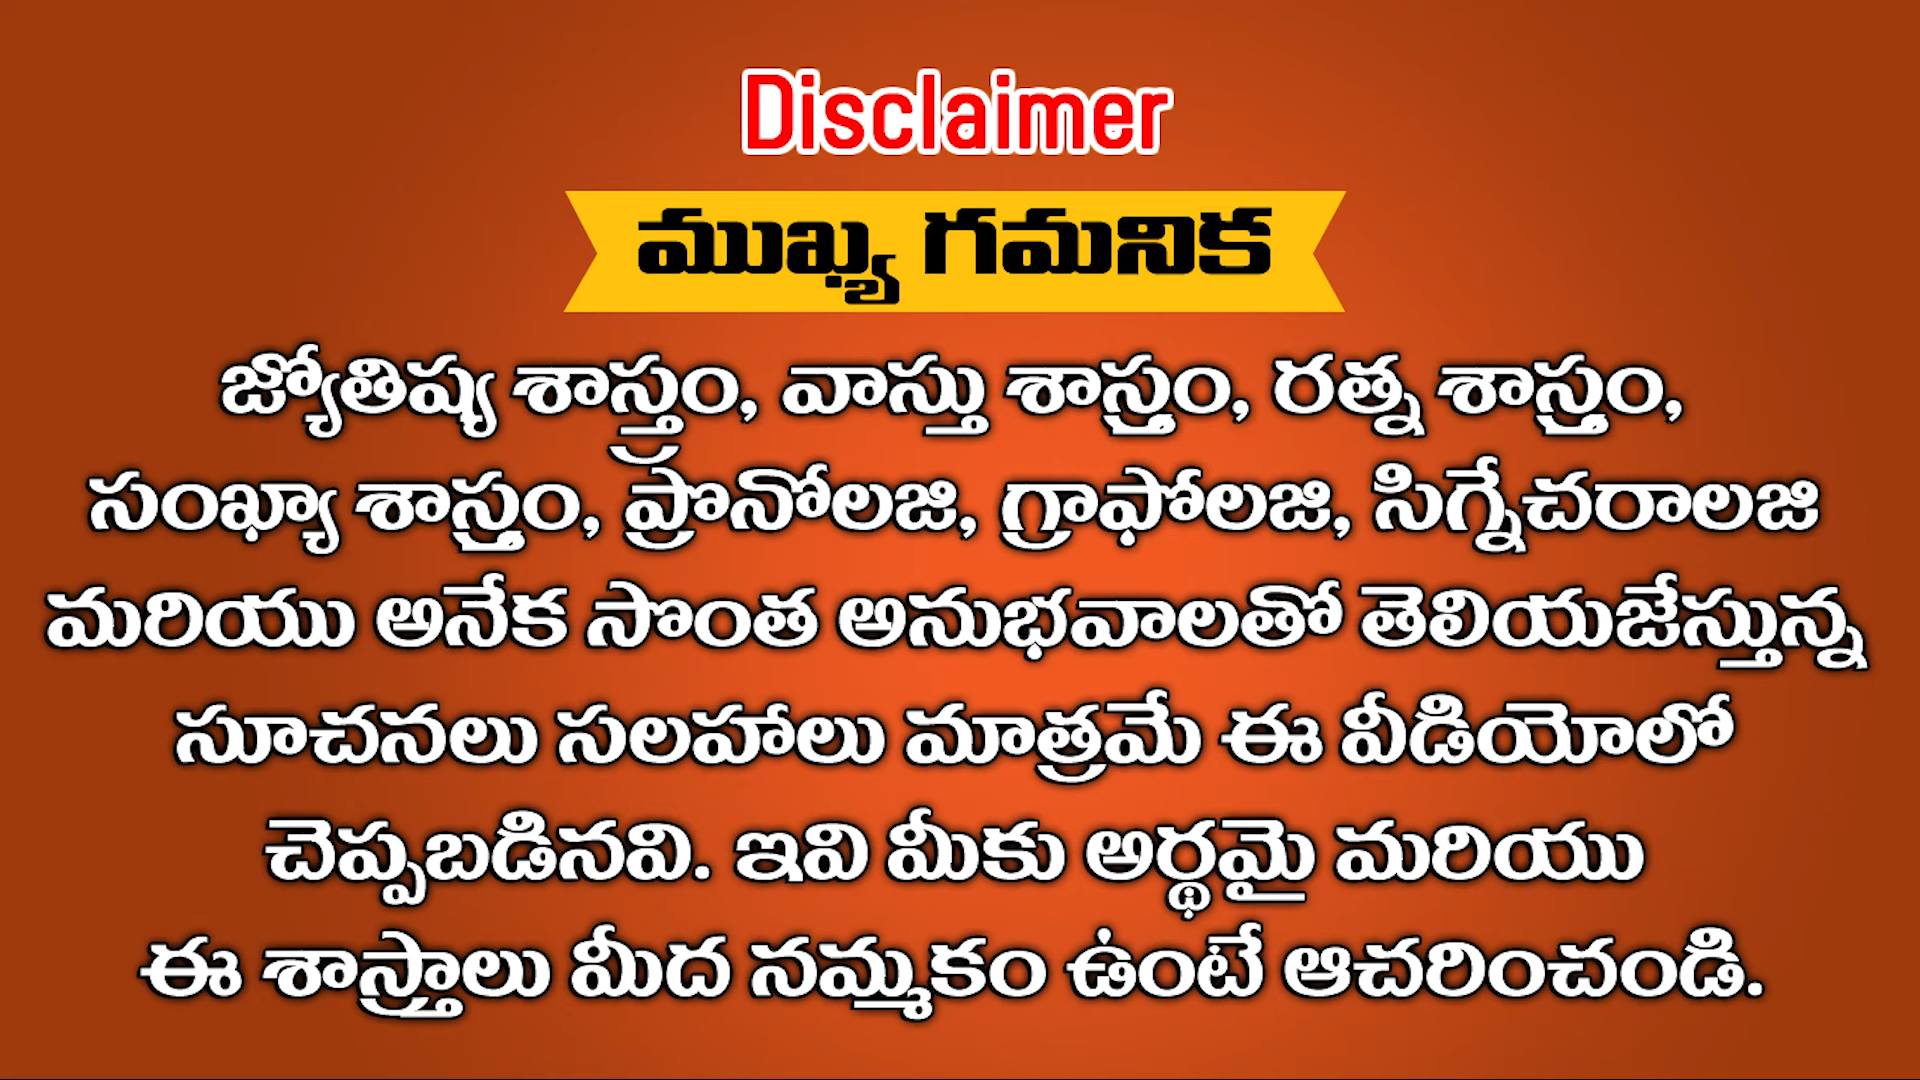 Disclaimer
ముఖ్య గమనిక
జ్యోతిష్య శాస్త్రం, వాస్తు శాస్త్రం, రత్న శాస్త్రం,
సంఖ్యా శాస్త్రం, ప్రొనోలజి, గ్రాఫోలజి, సిగ్నేచరాలజి
మరియు అనేక సొంత అనుభవాలతో తెలియజేస్తున్న
సూచనలు సలహాలు మాత్రమే ఈ వీడియోలో
చెప్పబడినవి. ఇవి మీకు అర్థమై మరియు
ఈ శాస్త్రాలు మీద నమ్మకం ఉంటే ఆచరించండి.